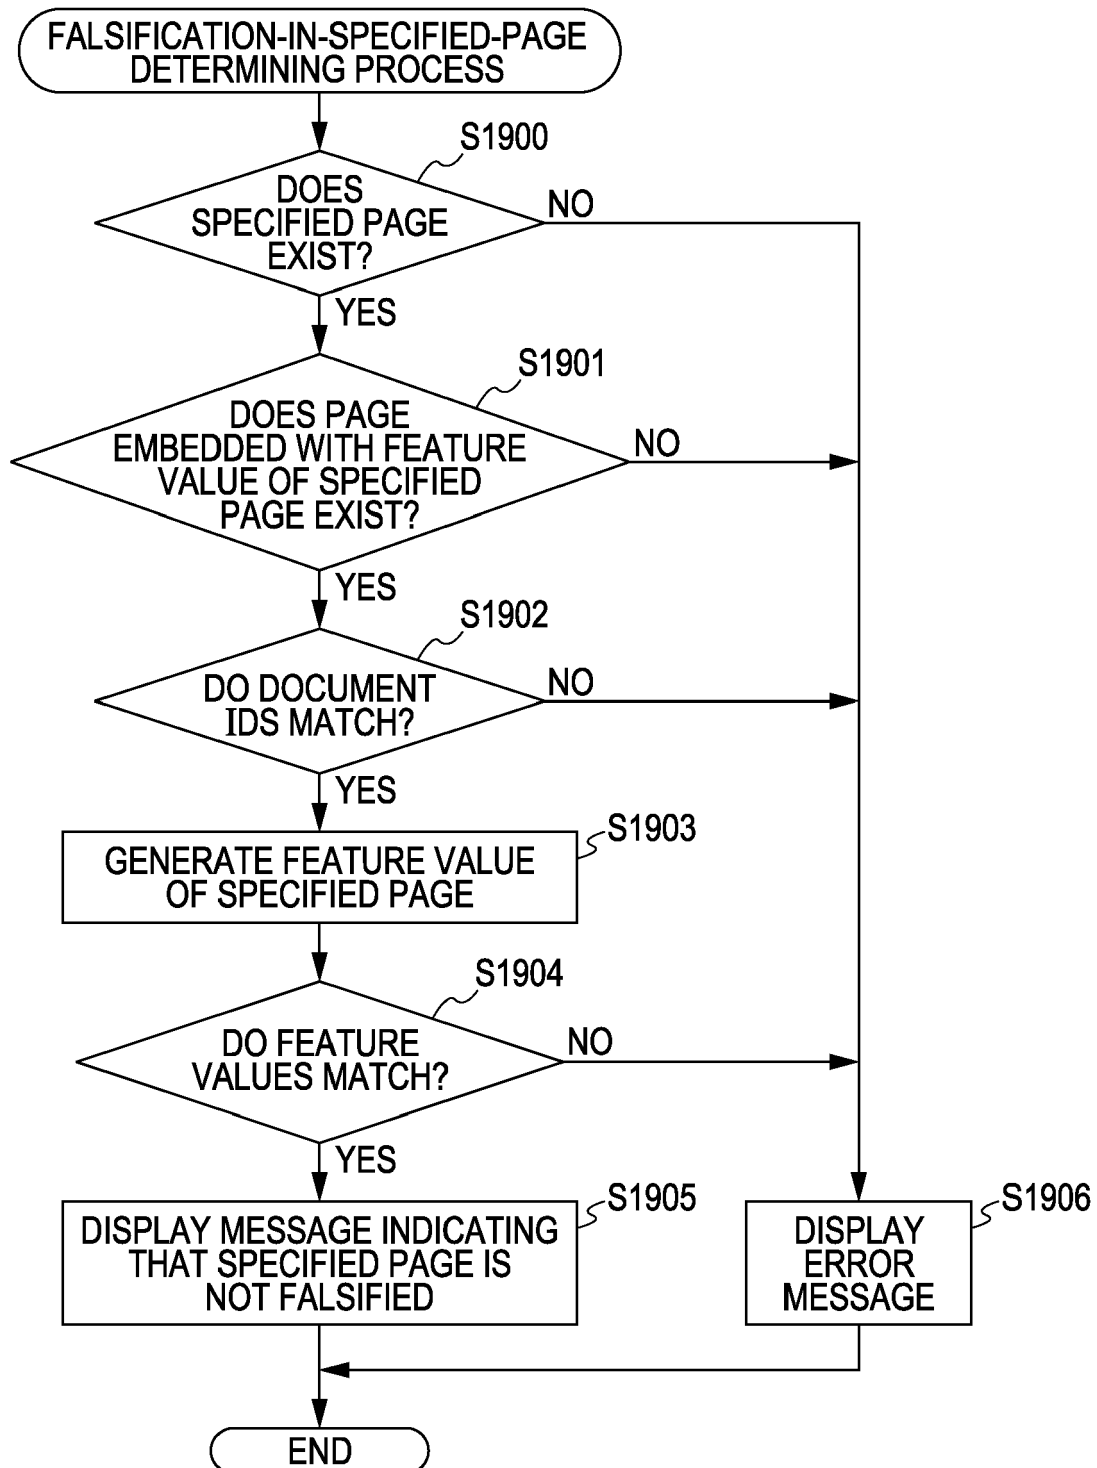 FALSIFICATION-IN-SPECIFIED-PAGE
DETERMINING PROCESS
S1900
DOES
SPECIFIED PAGE
EXIST?
NO
YES
S1901
DOES PAGE
EMBEDDED WITH FEATURE
VALUE OF SPECIFIED
PAGE EXIST?
NO
YES
S1902
DO DOCUMENT
IDS MATCH?
NO
YES
S1903
GENERATE FEATURE VALUE
OF SPECIFIED PAGE
S1904
DO FEATURE
VALUES MATCH?
NO
YES
S1905
DISPLAY MESSAGE INDICATING
THAT SPECIFIED PAGE IS
NOT FALSIFIED
S1906
DISPLAY
ERROR
MESSAGE
END